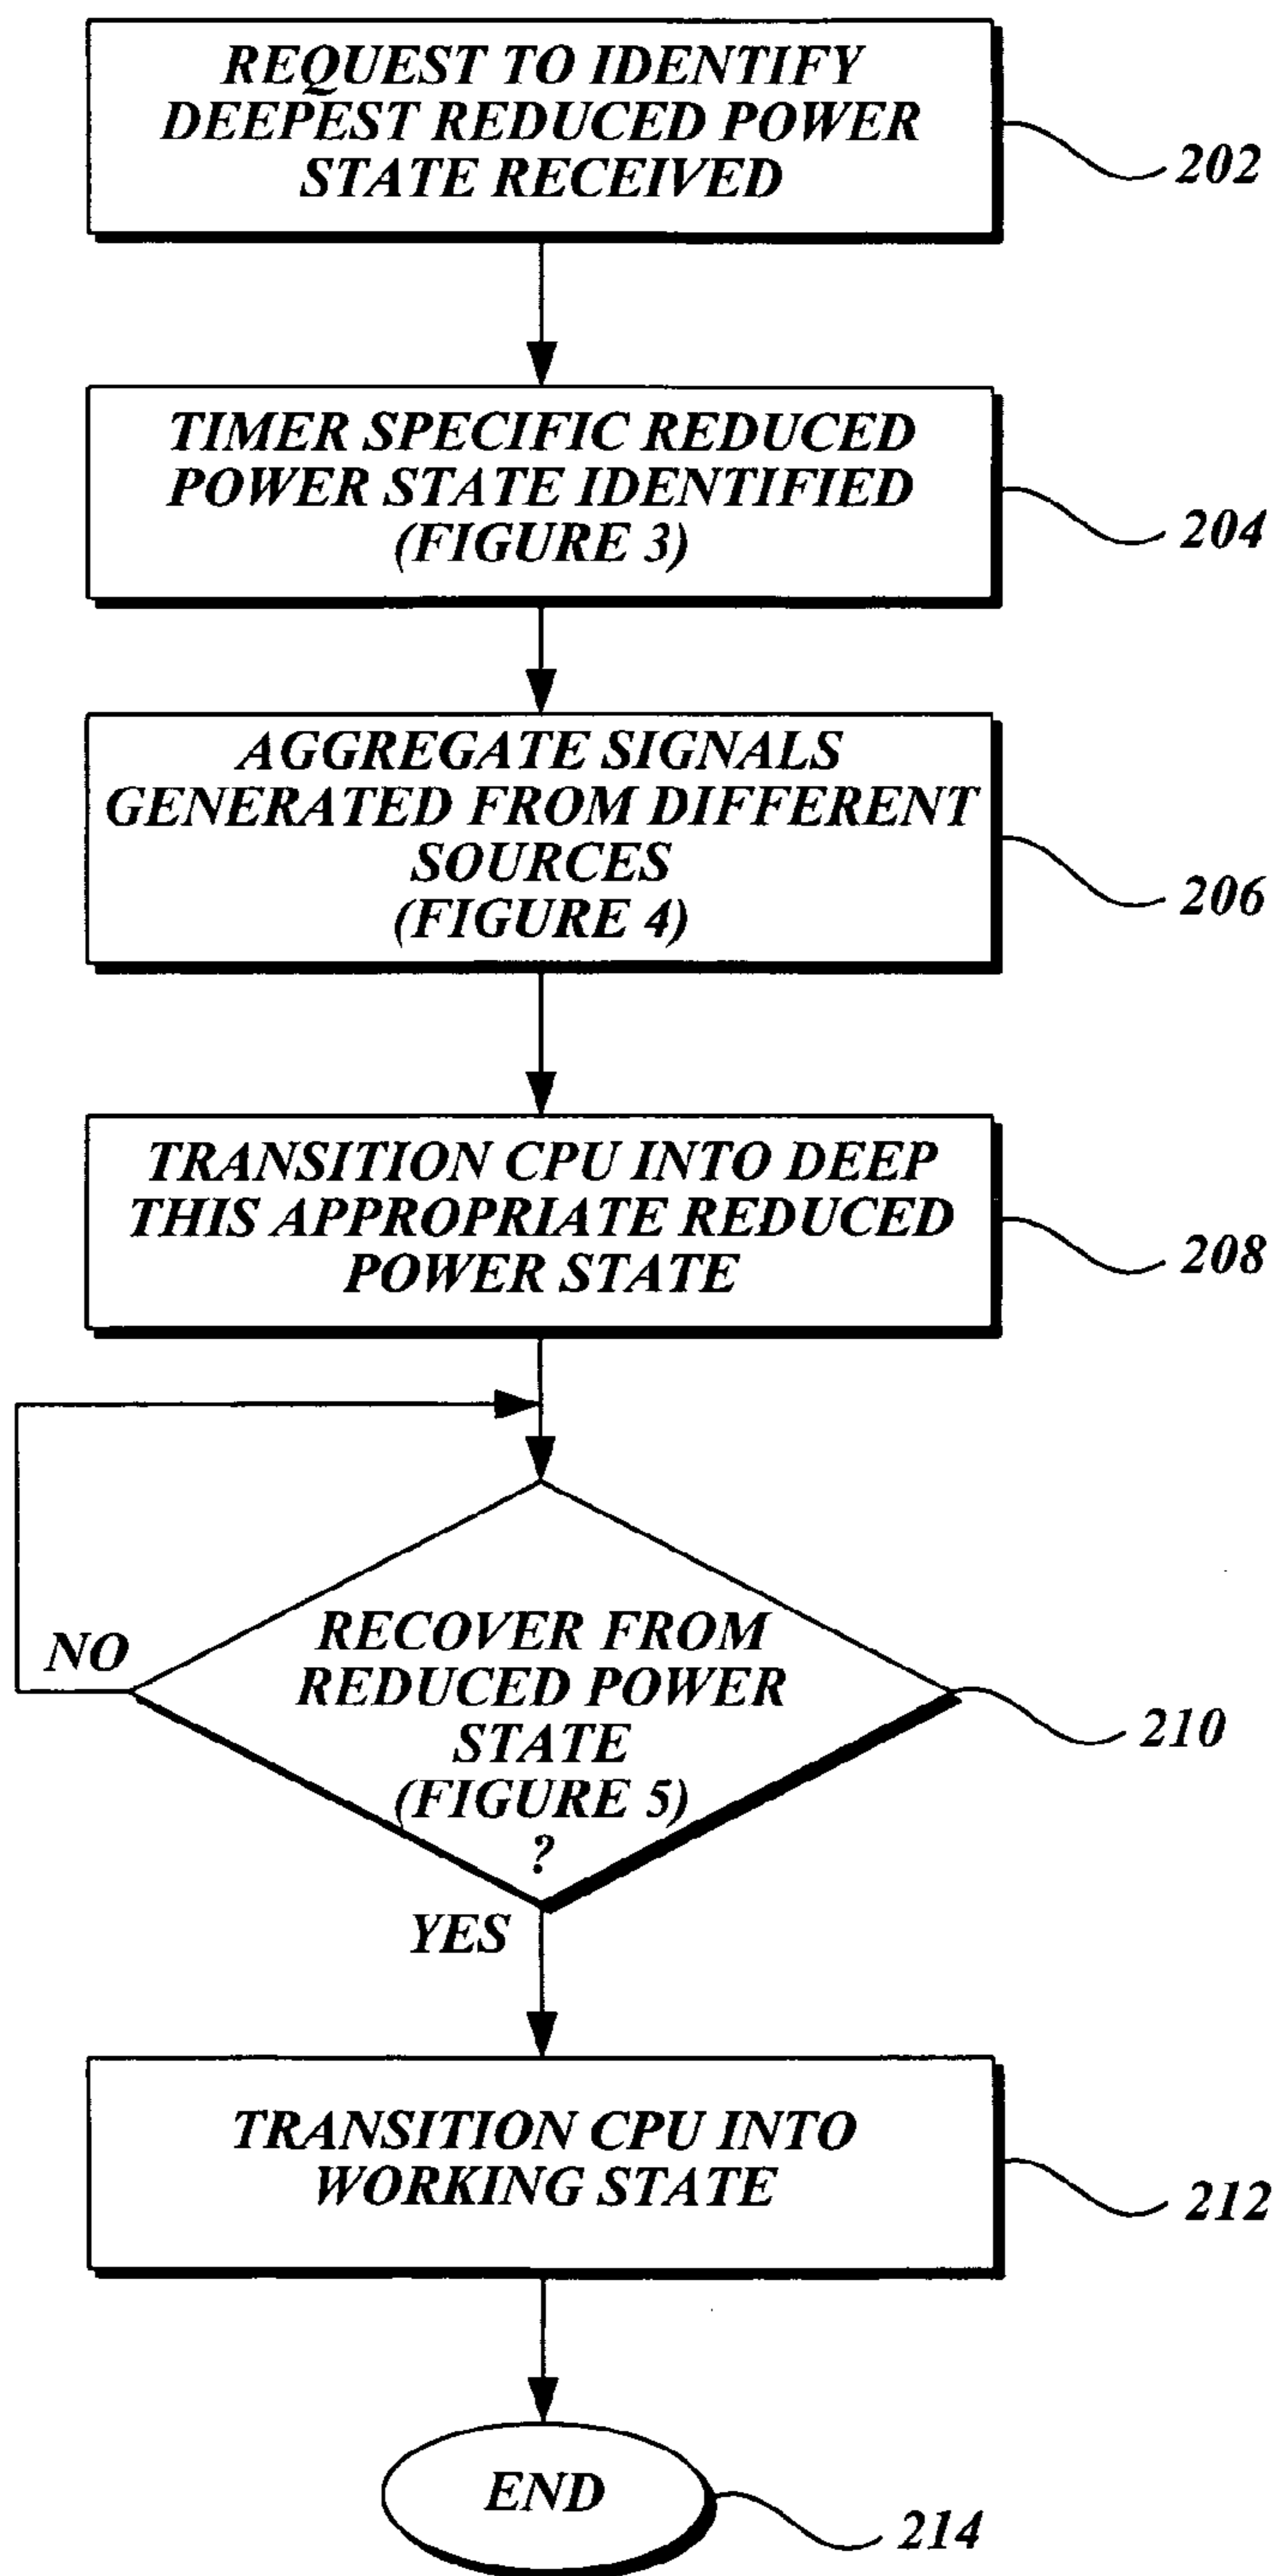 REQUEST TO IDENTIFY
DEEPEST REDUCED POWER
STATE RECEIVED
202
TIMER SPECIFIC REDUCED
POWER STATE IDENTIFIED
(FIGURE 3)
204
AGGREGATE SIGNALS
GENERATED FROM DIFFERENT
SOURCES
(FIGURE 4)
206
TRANSITION CPU INTO DEEP
THIS APPROPRIATE REDUCED
POWER STATE
208
NO
RECOVER FROM
REDUCED POWER
STATE
(FIGURE 5)
?
210
YES
TRANSITION CPU INTO
WORKING STATE
212
END
214